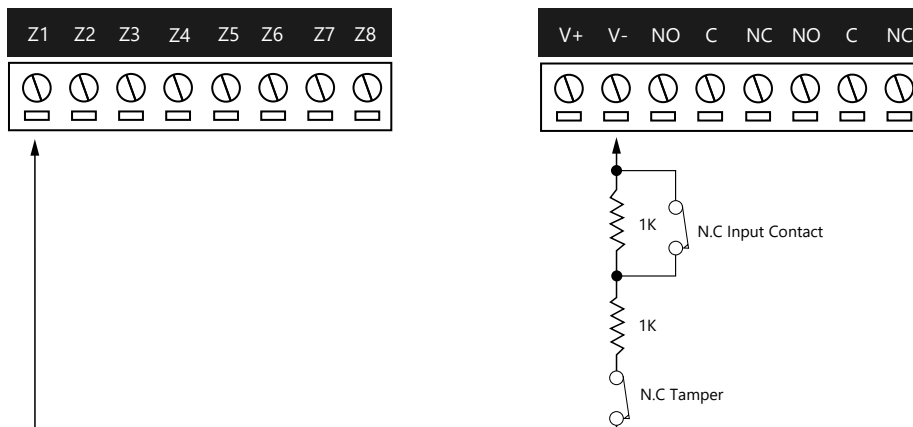 Z1 Z2 Z3 Z4 Z5 Z6 Z7 Z8
V+ V- NO C NC NO C NC
1K
N.C Input Contact
1K
N.C Tamper